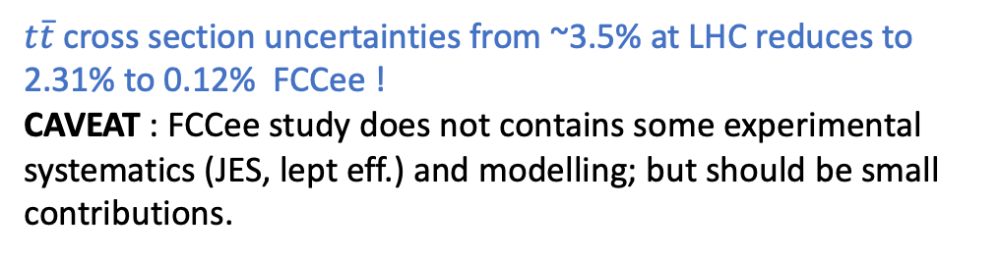 tt̄ cross section uncertainties from ~3.5% at LHC reduces to
2.31% to 0.12% FCCee !
CAVEAT : FCCee study does not contains some experimental
systematics (JES, lept eff.) and modelling; but should be small
contributions.